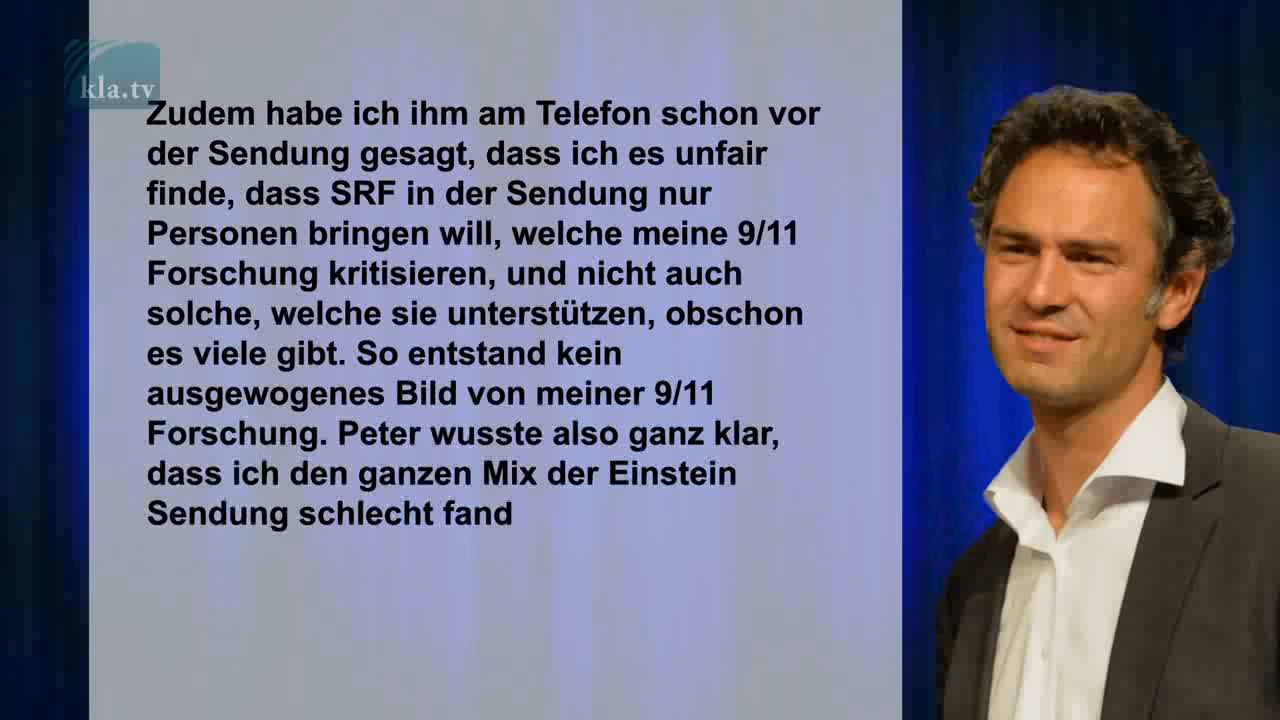 kla.tv
Zudem habe ich ihm am Telefon schon vor
der Sendung gesagt, dass ich es unfair
finde, dass SRF in der Sendung nur
Personen bringen will, welche meine 9/11
Forschung kritisieren, und nicht auch
solche, welche sie unterstützen, obschon
es viele gibt. So entstand kein
ausgewogenes Bild von meiner 9/11
Forschung. Peter wusste also ganz klar,
dass ich den ganzen Mix der Einstein
Sendung schlecht fand